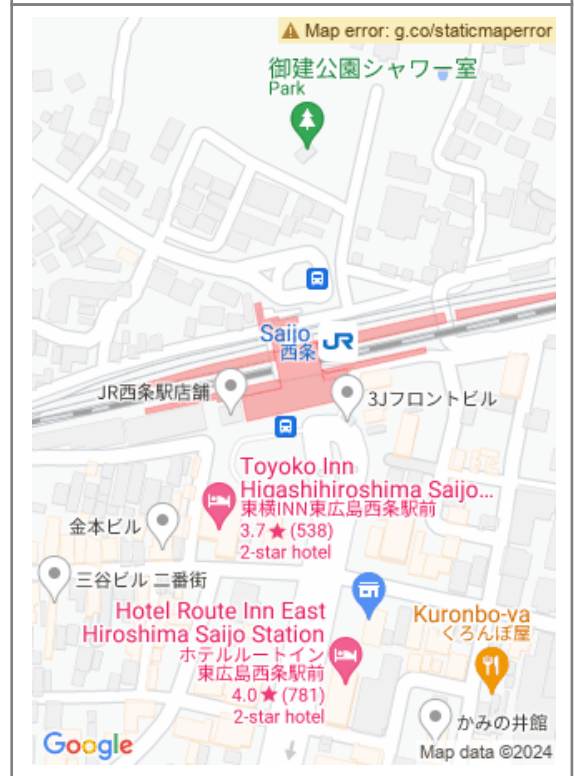 Map error: g.co/staticmaperror
御建公園シャワー室
Park
Saijo
西条
JR
JR西条駅店舗
3Jフロントビル
Toyoko Inn
Higashihiroshima Saijo...
東横INN東広島西条駅前
3.7★(538)
2-star hotel
金本ビル
三谷ビル 二番街
Hotel Route Inn East
Hiroshima Saijo Station
ホテルルートイン
東広島西条駅前
4.0★(781)
2-star hotel
Kuronbo-ya
くろんぼ屋
かみの井館
Google
Map data ©2024